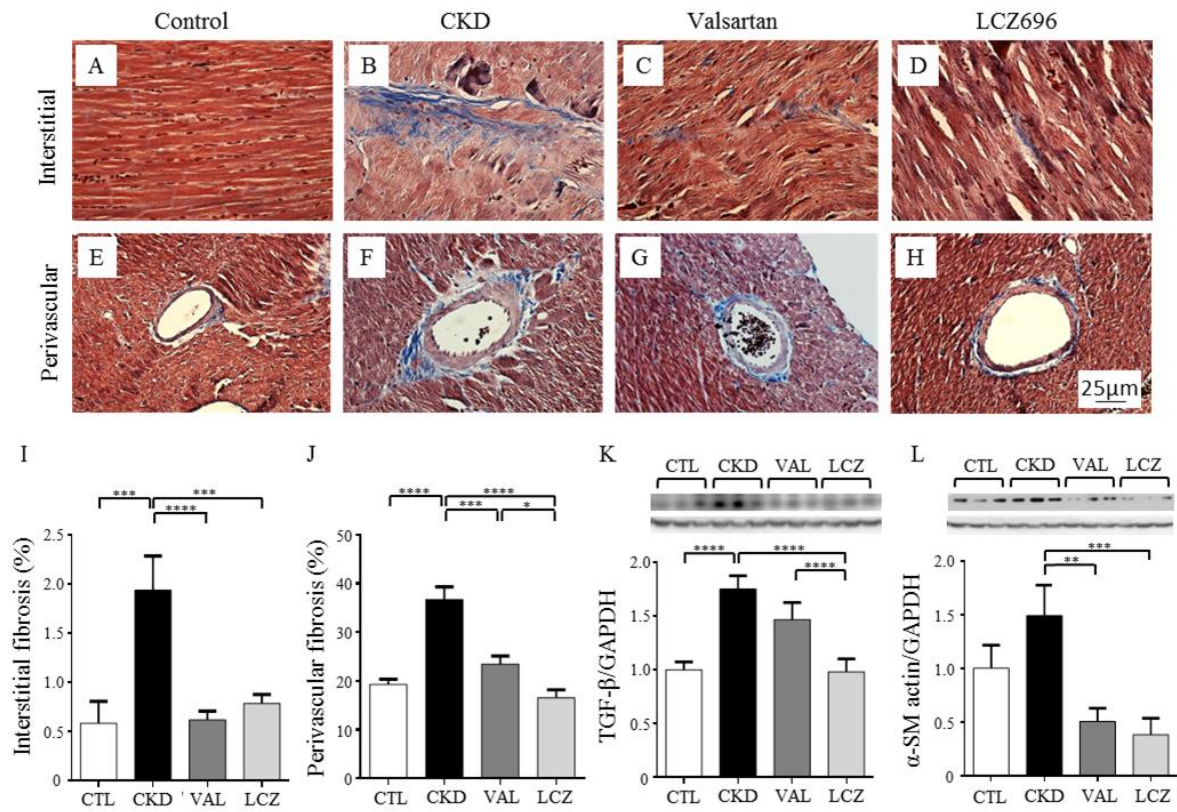 Control CKD Valsartan LCZ696
Interstitial
A B C D
Perivascular
E F G H
25μm
I
*** ***
****
Interstitial fibrosis (%)
2.5
2.0
1.5
1.0
0.5
0.0
CTL CKD VAL LCZ
J
**** ****
*** *
Perivascular fibrosis (%)
50
40
30
20
10
0
CTL CKD VAL LCZ
K
CTL CKD VAL LCZ
**** ****
****
TGF-β/GAPDH
2.0
1.5
1.0
0.5
0.0
CTL CKD VAL LCZ
L
CTL CKD VAL LCZ
***
**
α-SM actin/GAPDH
2.0
1.5
1.0
0.5
0.0
CTL CKD VAL LCZ